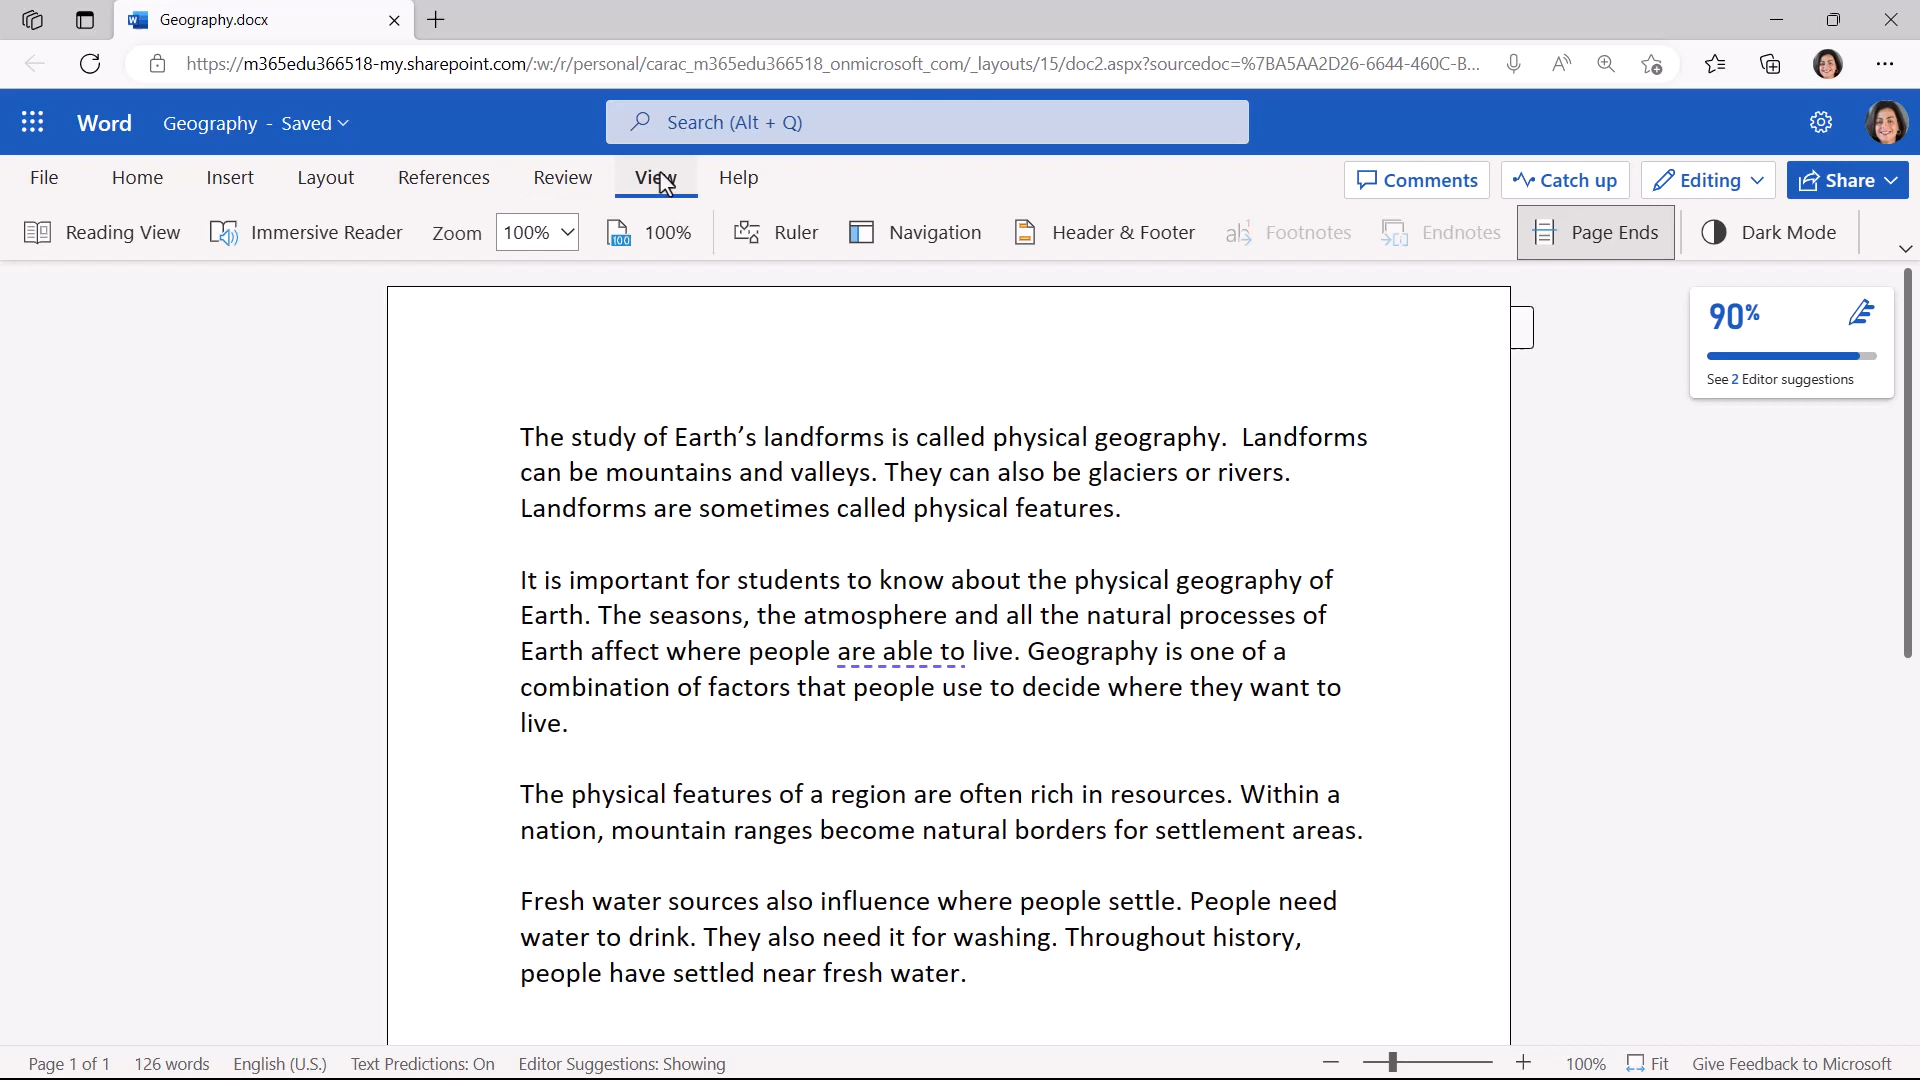 Geography.docx
https://m365edu366518-my.sharepoint.com/:w:/r/personal/carac_m365edu366518_onmicrosoft_com/_layouts/15/doc2.aspx?sourcedoc=%7BA5AA2D26-6644-460C-B...
Word Geography - Saved Search (Alt + Q)
File Home Insert Layout References Review View Help Comments Catch up Editing Share
Reading View Immersive Reader Zoom 100% 100% Ruler Navigation Header & Footer Footnotes Endnotes Page Ends Dark Mode
90%
See 2 Editor suggestions
The study of Earth’s landforms is called physical geography.  Landforms
can be mountains and valleys. They can also be glaciers or rivers.
Landforms are sometimes called physical features.
It is important for students to know about the physical geography of
Earth. The seasons, the atmosphere and all the natural processes of
Earth affect where people are able to live. Geography is one of a
combination of factors that people use to decide where they want to
live.
The physical features of a region are often rich in resources. Within a
nation, mountain ranges become natural borders for settlement areas.
Fresh water sources also influence where people settle. People need
water to drink. They also need it for washing. Throughout history,
people have settled near fresh water.
Page 1 of 1 126 words English (U.S.) Text Predictions: On Editor Suggestions: Showing 100% Fit Give Feedback to Microsoft